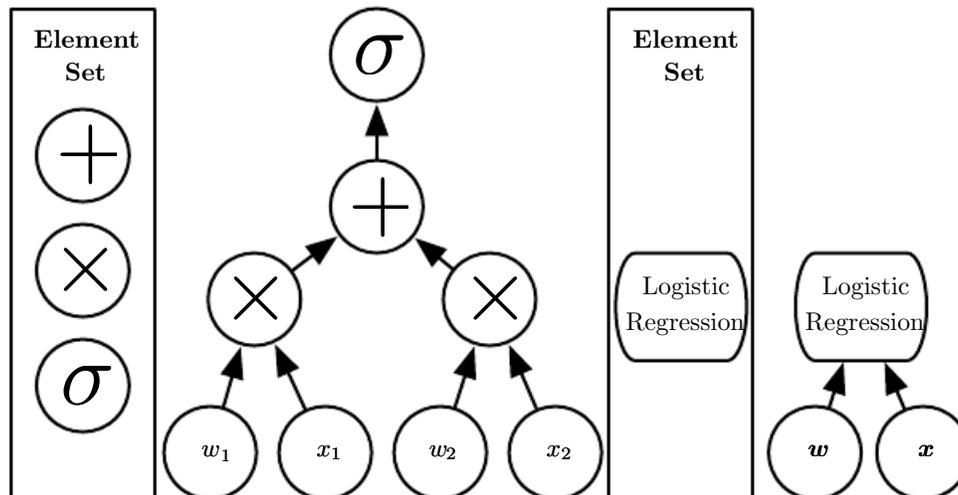 Element
Set
+
×
σ
σ
+
×
×
w₁
x₁
w₂
x₂
Element
Set
Logistic
Regression
Logistic
Regression
w
x